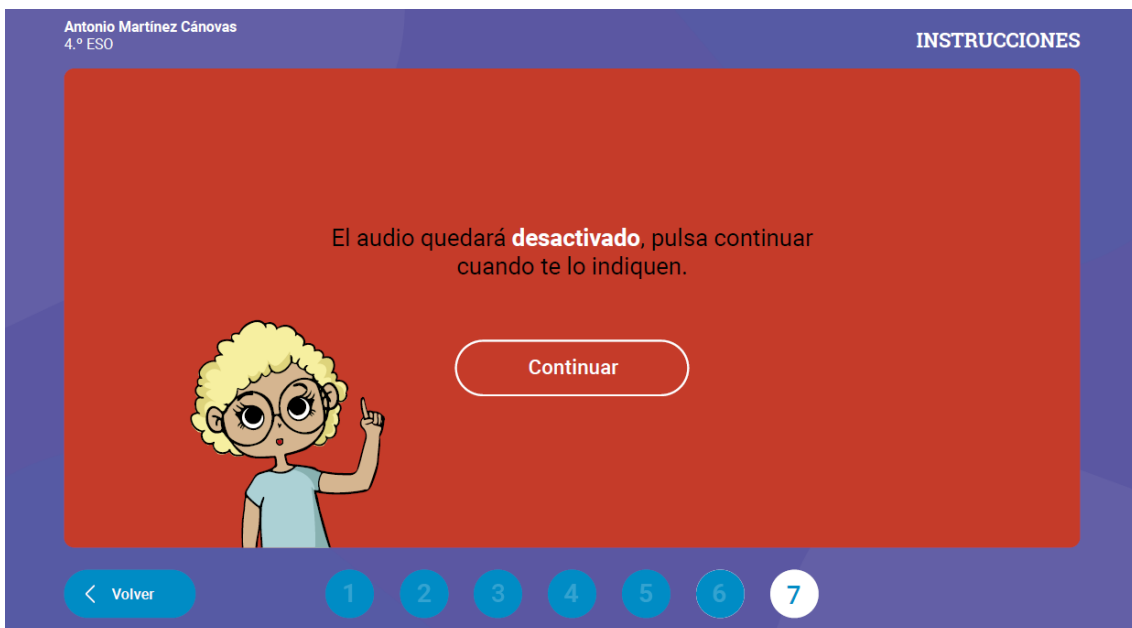 Antonio Martínez Cánovas
4.º ESO
INSTRUCCIONES
El audio quedará desactivado, pulsa continuar
cuando te lo indiquen.
Continuar
Volver
1 2 3 4 5 6 7